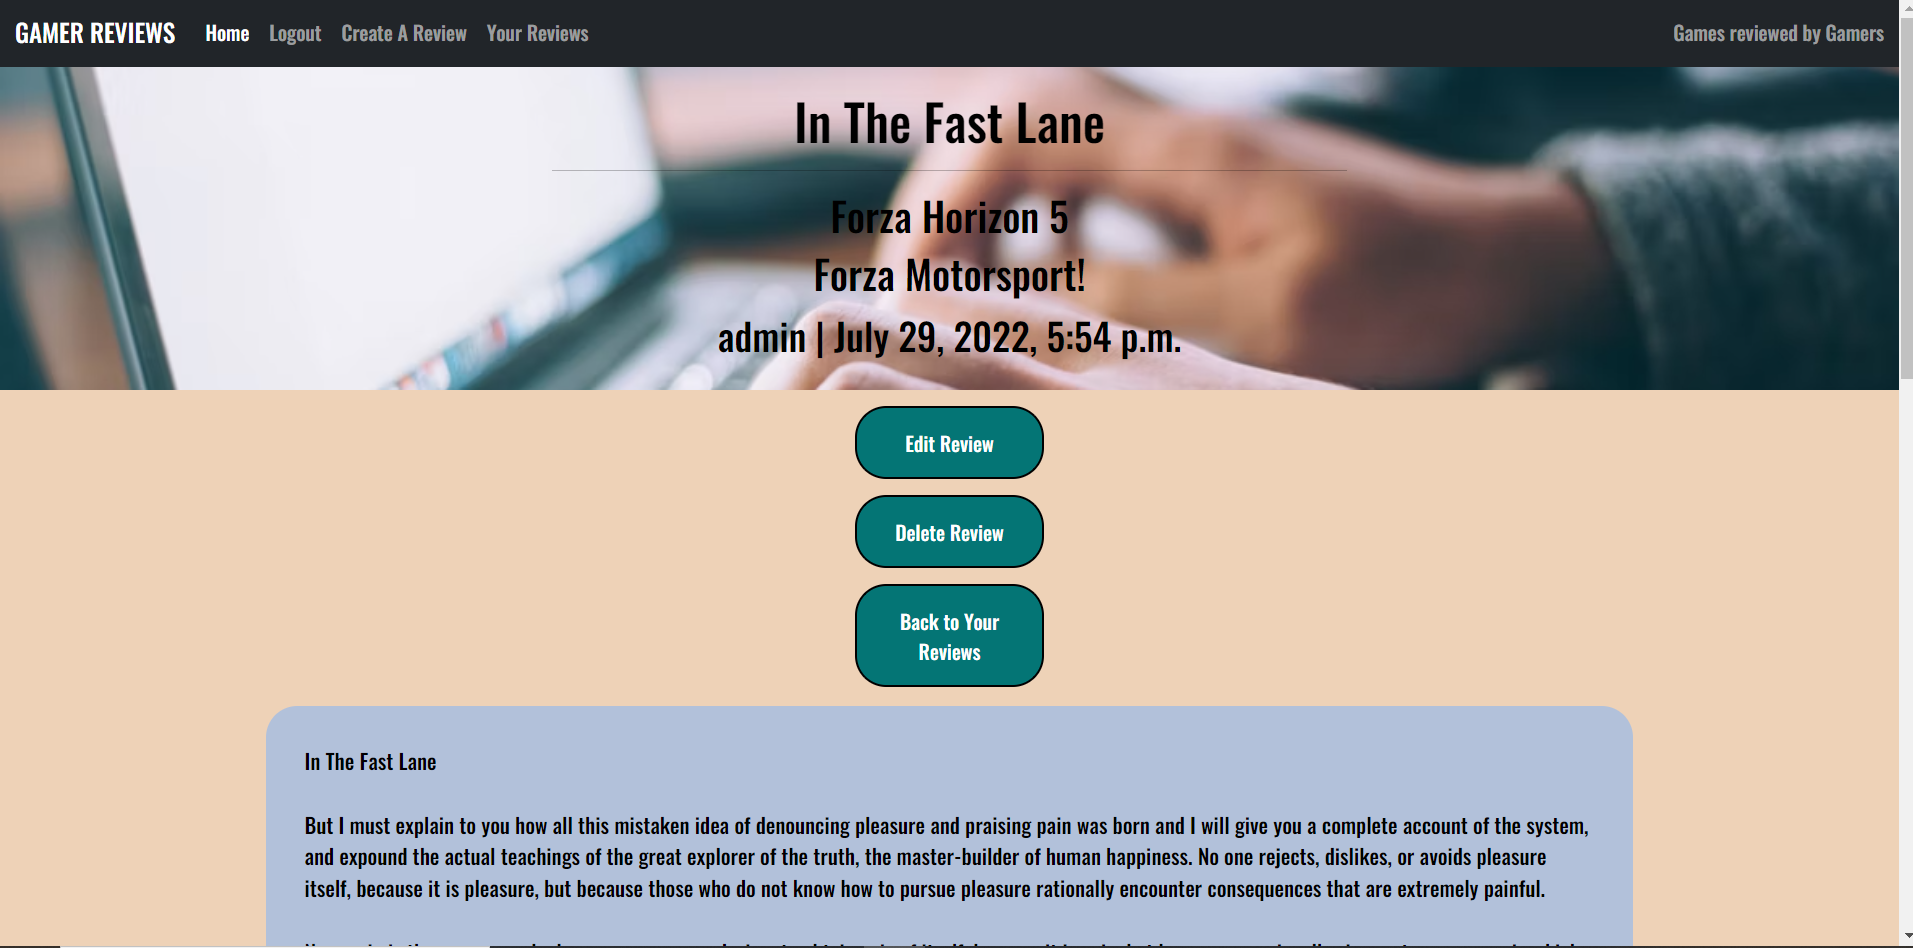 GAMER REVIEWS Home Logout Create A Review Your Reviews Games reviewed by Gamers
In The Fast Lane
Forza Horizon 5
Forza Motorsport!
admin | July 29, 2022, 5:54 p.m.
Edit Review
Delete Review
Back to Your
Reviews
In The Fast Lane
But I must explain to you how all this mistaken idea of denouncing pleasure and praising pain was born and I will give you a complete account of the system,
and expound the actual teachings of the great explorer of the truth, the master-builder of human happiness. No one rejects, dislikes, or avoids pleasure
itself, because it is pleasure, but because those who do not know how to pursue pleasure rationally encounter consequences that are extremely painful.